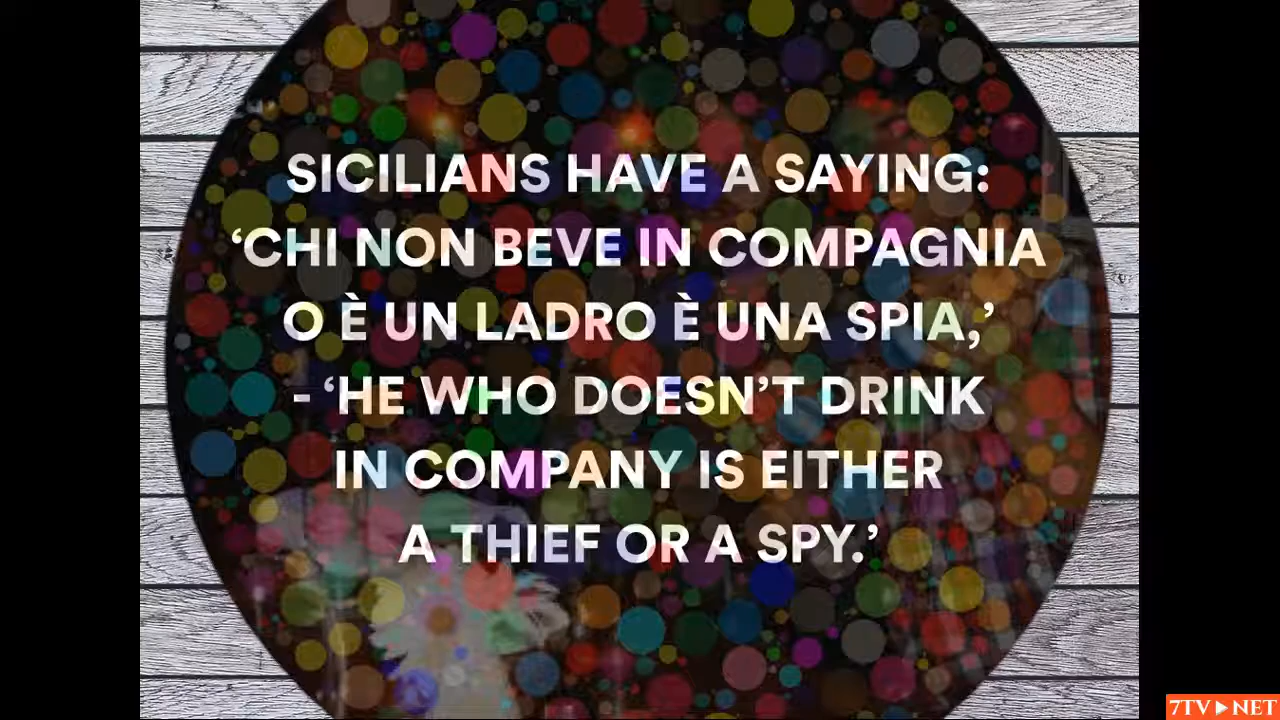 SICILIANS HAVE A SAYING:
‘CHI NON BEVE IN COMPAGNIA
O È UN LADRO È UNA SPIA,’
- ‘HE WHO DOESN’T DRINK
IN COMPANY IS EITHER
A THIEF OR A SPY.’
7TV▶NET